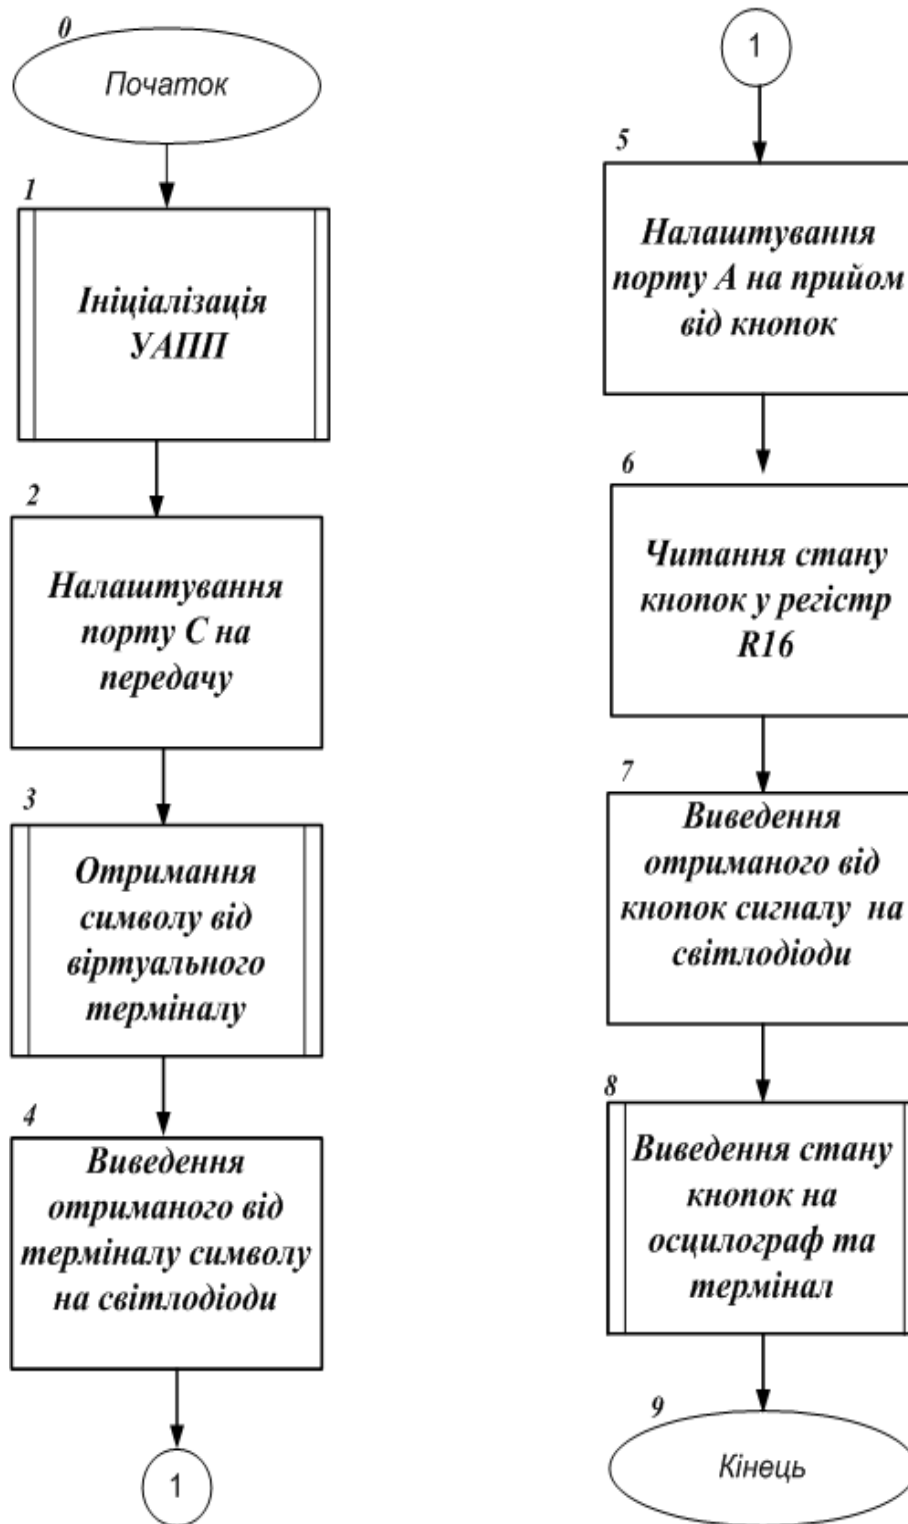 0
Початок
1
Ініціалізація
УАПП
2
Налаштування
порту С на
передачу
3
Отримання
символу від
віртуального
терміналу
4
Виведення
отриманого від
терміналу символу
на світлодіоди
1
1
5
Налаштування
порту А на прийом
від кнопок
6
Читання стану
кнопок у регістр
R16
7
Виведення
отриманого від
кнопок сигналу на
світлодіоди
8
Виведення стану
кнопок на
осцилограф та
термінал
9
Кінець